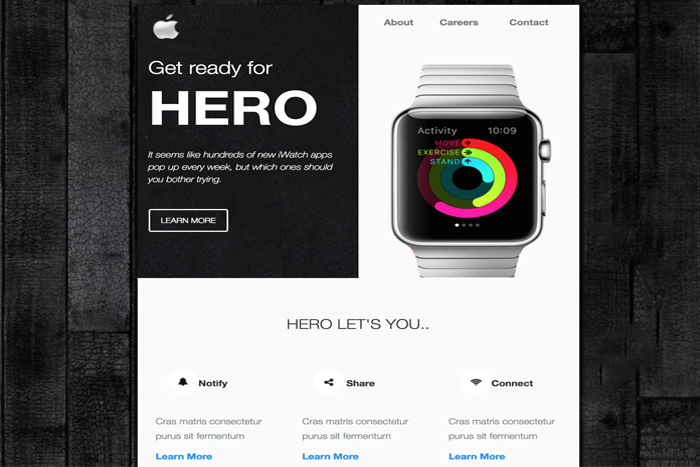 About Careers Contact
Get ready for
HERO
It seems like hundreds of new iWatch apps
pop up every week, but which ones should
you bother trying.
LEARN MORE
Activity 10:09
MOVE
EXERCISE
STAND
HERO LET'S YOU..
Notify
Cras matris consectetur
purus sit fermentum
Learn More
Share
Cras matris consectetur
purus sit fermentum
Learn More
Connect
Cras matris consectetur
purus sit fermentum
Learn More